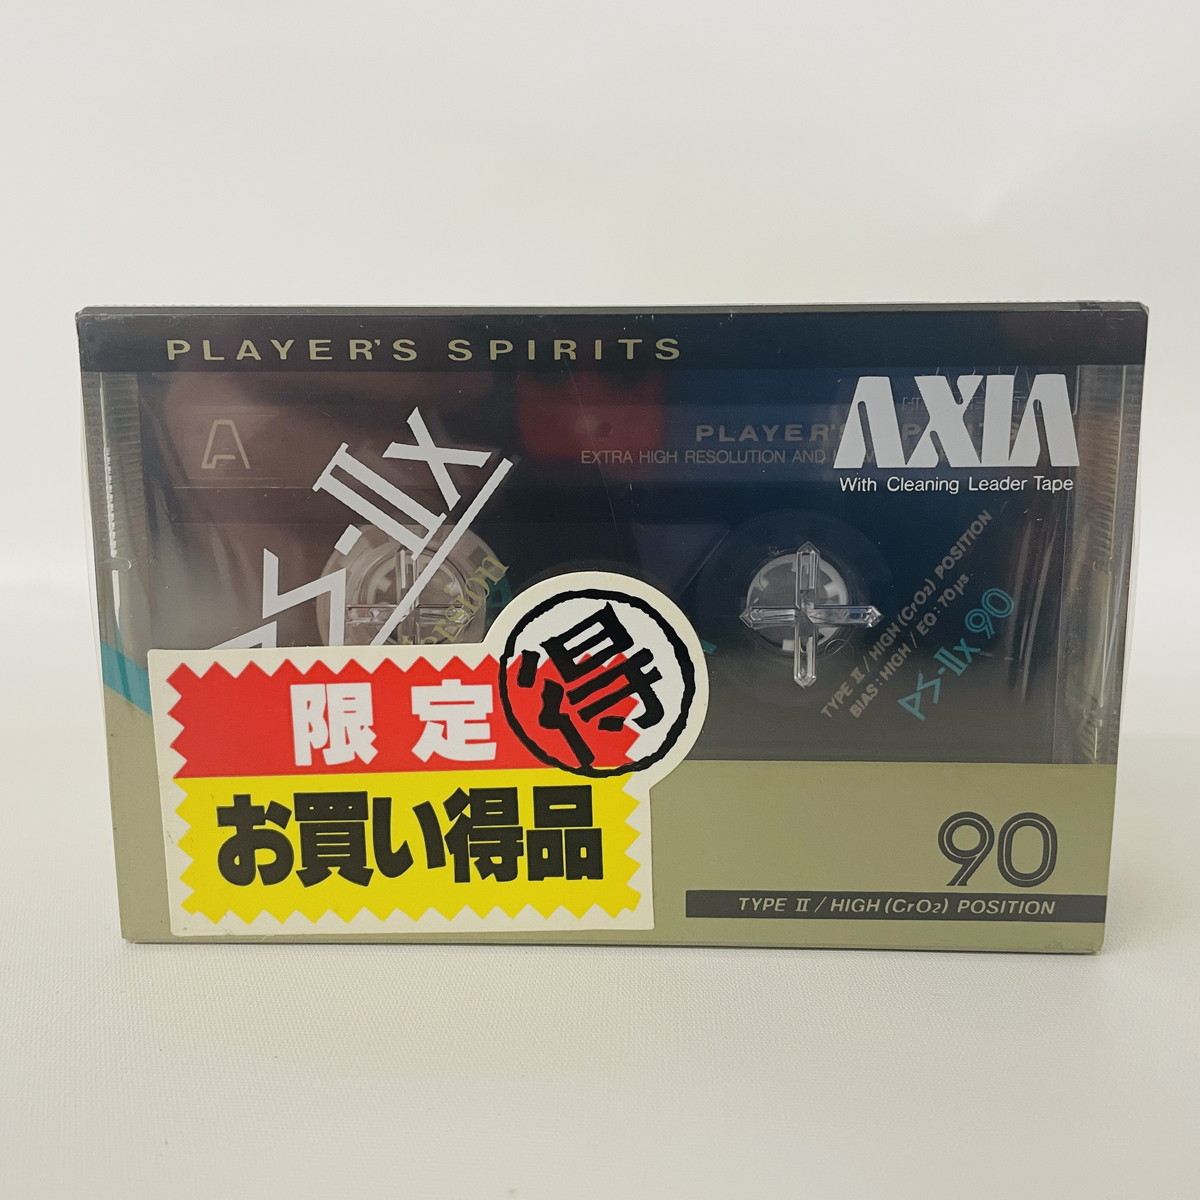 PLAYER'S SPIRITS
AXIA
With Cleaning Leader Tape
A
PS-IIx
PLAYER'S SPIRITS
EXTRA HIGH RESOLUTION AND
TYPE II / HIGH (CrO2) POSITION
BIAS: HIGH / EQ: 70μs
PS-IIx 90
得
限定
お買い得品
90
TYPE II / HIGH (CrO2) POSITION